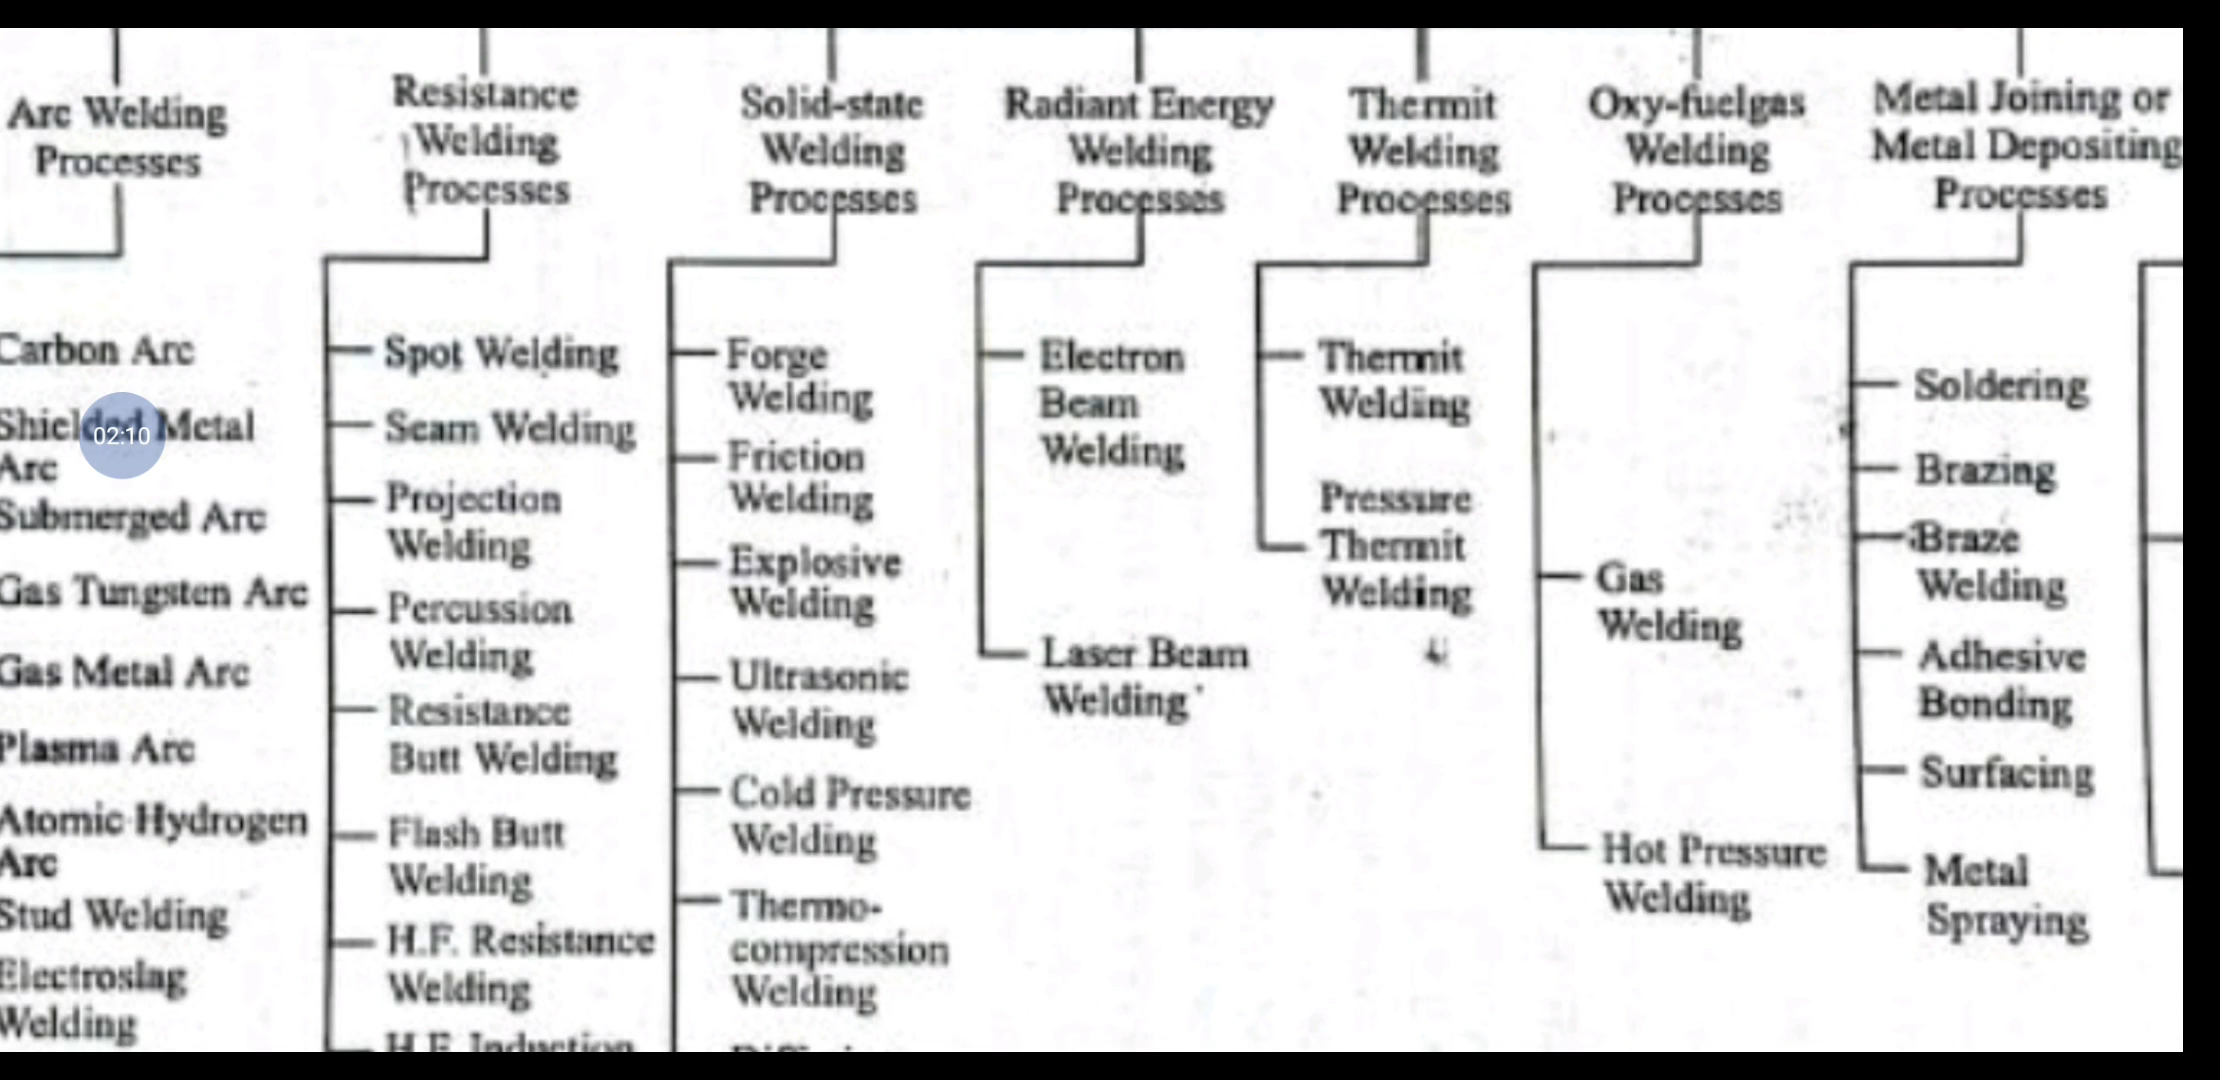 Arc Welding
Processes
Carbon Arc
Shielded Metal
Arc
Submerged Arc
Gas Tungsten Arc
Gas Metal Arc
Plasma Arc
Atomic Hydrogen
Arc
Stud Welding
Electroslag
Welding
02:10
Resistance
Welding
Processes
Spot Welding
Seam Welding
Projection
Welding
Percussion
Welding
Resistance
Butt Welding
Flash Butt
Welding
H.F. Resistance
Welding
H.F. Induction
Solid-state
Welding
Processes
Forge
Welding
Friction
Welding
Explosive
Welding
Ultrasonic
Welding
Cold Pressure
Welding
Thermo-
compression
Welding
Radiant Energy
Welding
Processes
Electron
Beam
Welding
Laser Beam
Welding
Thermit
Welding
Processes
Thermit
Welding
Pressure
Thermit
Welding
Oxy-fuelgas
Welding
Processes
Gas
Welding
Hot Pressure
Welding
Metal Joining or
Metal Depositing
Processes
Soldering
Brazing
Braze
Welding
Adhesive
Bonding
Surfacing
Metal
Spraying